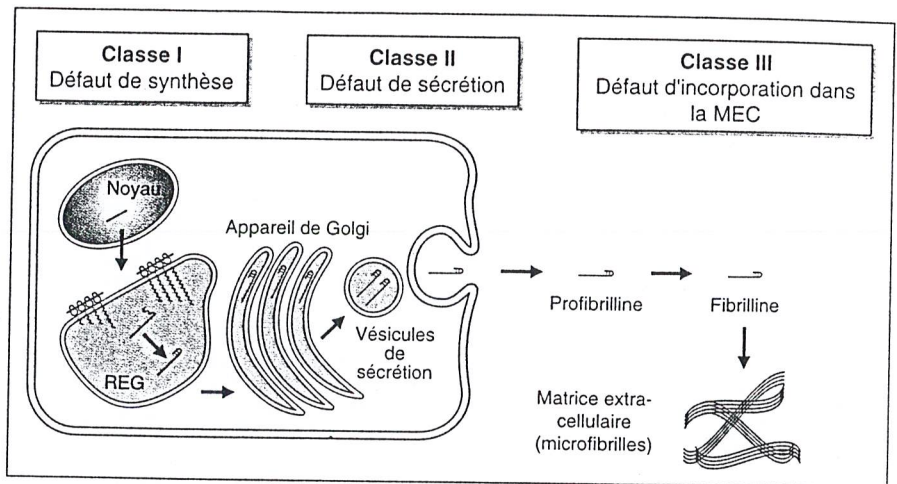 Classe I
Défaut de synthèse
Classe II
Défaut de sécrétion
Classe III
Défaut d'incorporation dans
la MEC
Noyau
Appareil de Golgi
REG
Vésicules
de
sécrétion
Profibrilline
Fibrilline
Matrice extra-
cellulaire
(microfibrilles)